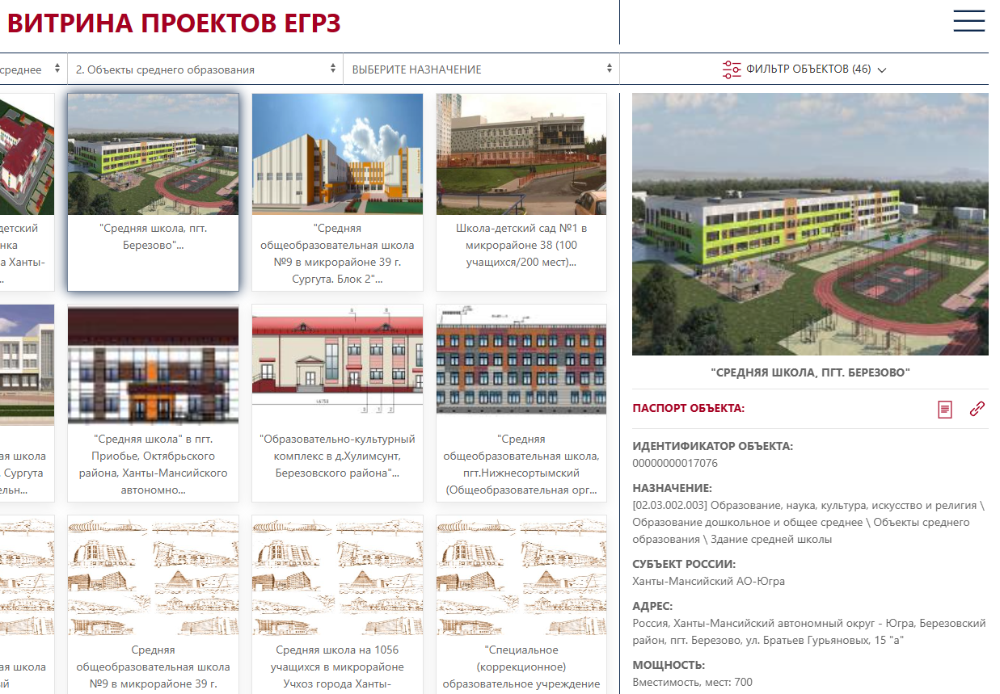 ВИТРИНА ПРОЕКТОВ ЕГРЗ
среднее
2. Объекты среднего образования
ВЫБЕРИТЕ НАЗНАЧЕНИЕ
ФИЛЬТР ОБЪЕКТОВ (46)
детский
нка
а Ханты-
..
"Средняя школа, пгт.
Березово"...
"Средняя
общеобразовательная школа
№9 в микрорайоне 39 г.
Сургута. Блок 2"...
Школа-детский сад №1 в
микрорайоне 38 (100
учащихся/200 мест)...
ая школа
. Сургута
ельн...
"Средняя школа" в пгт.
Приобье, Октябрьского
района, Ханты-Мансийского
автономно...
"Образовательно-культурный
комплекс в д.Хулимсунт,
Березовского района"...
"Средняя
общеобразовательная школа,
пгт.Нижнесортымский
(Общеобразовательная орг...
ая школа
ый
Средняя
общеобразовательная школа
№9 в микрорайоне 39 г.
Средняя школа на 1056
учащихся в микрорайоне
Учхоз города Ханты-
"Специальное
(коррекционное)
образовательное учреждение
"СРЕДНЯЯ ШКОЛА, ПГТ. БЕРЕЗОВО"
ПАСПОРТ ОБЪЕКТА:
ИДЕНТИФИКАТОР ОБЪЕКТА:
00000000017076
НАЗНАЧЕНИЕ:
[02.03.002.003] Образование, наука, культура, искусство и религия \
Образование дошкольное и общее среднее \ Объекты среднего
образования \ Здание средней школы
СУБЪЕКТ РОССИИ:
Ханты-Мансийский АО-Югра
АДРЕС:
Россия, Ханты-Мансийский автономный округ - Югра, Березовский
район, пгт. Березово, ул. Братьев Гурьяновых, 15 "а"
МОЩНОСТЬ:
Вместимость, мест: 700